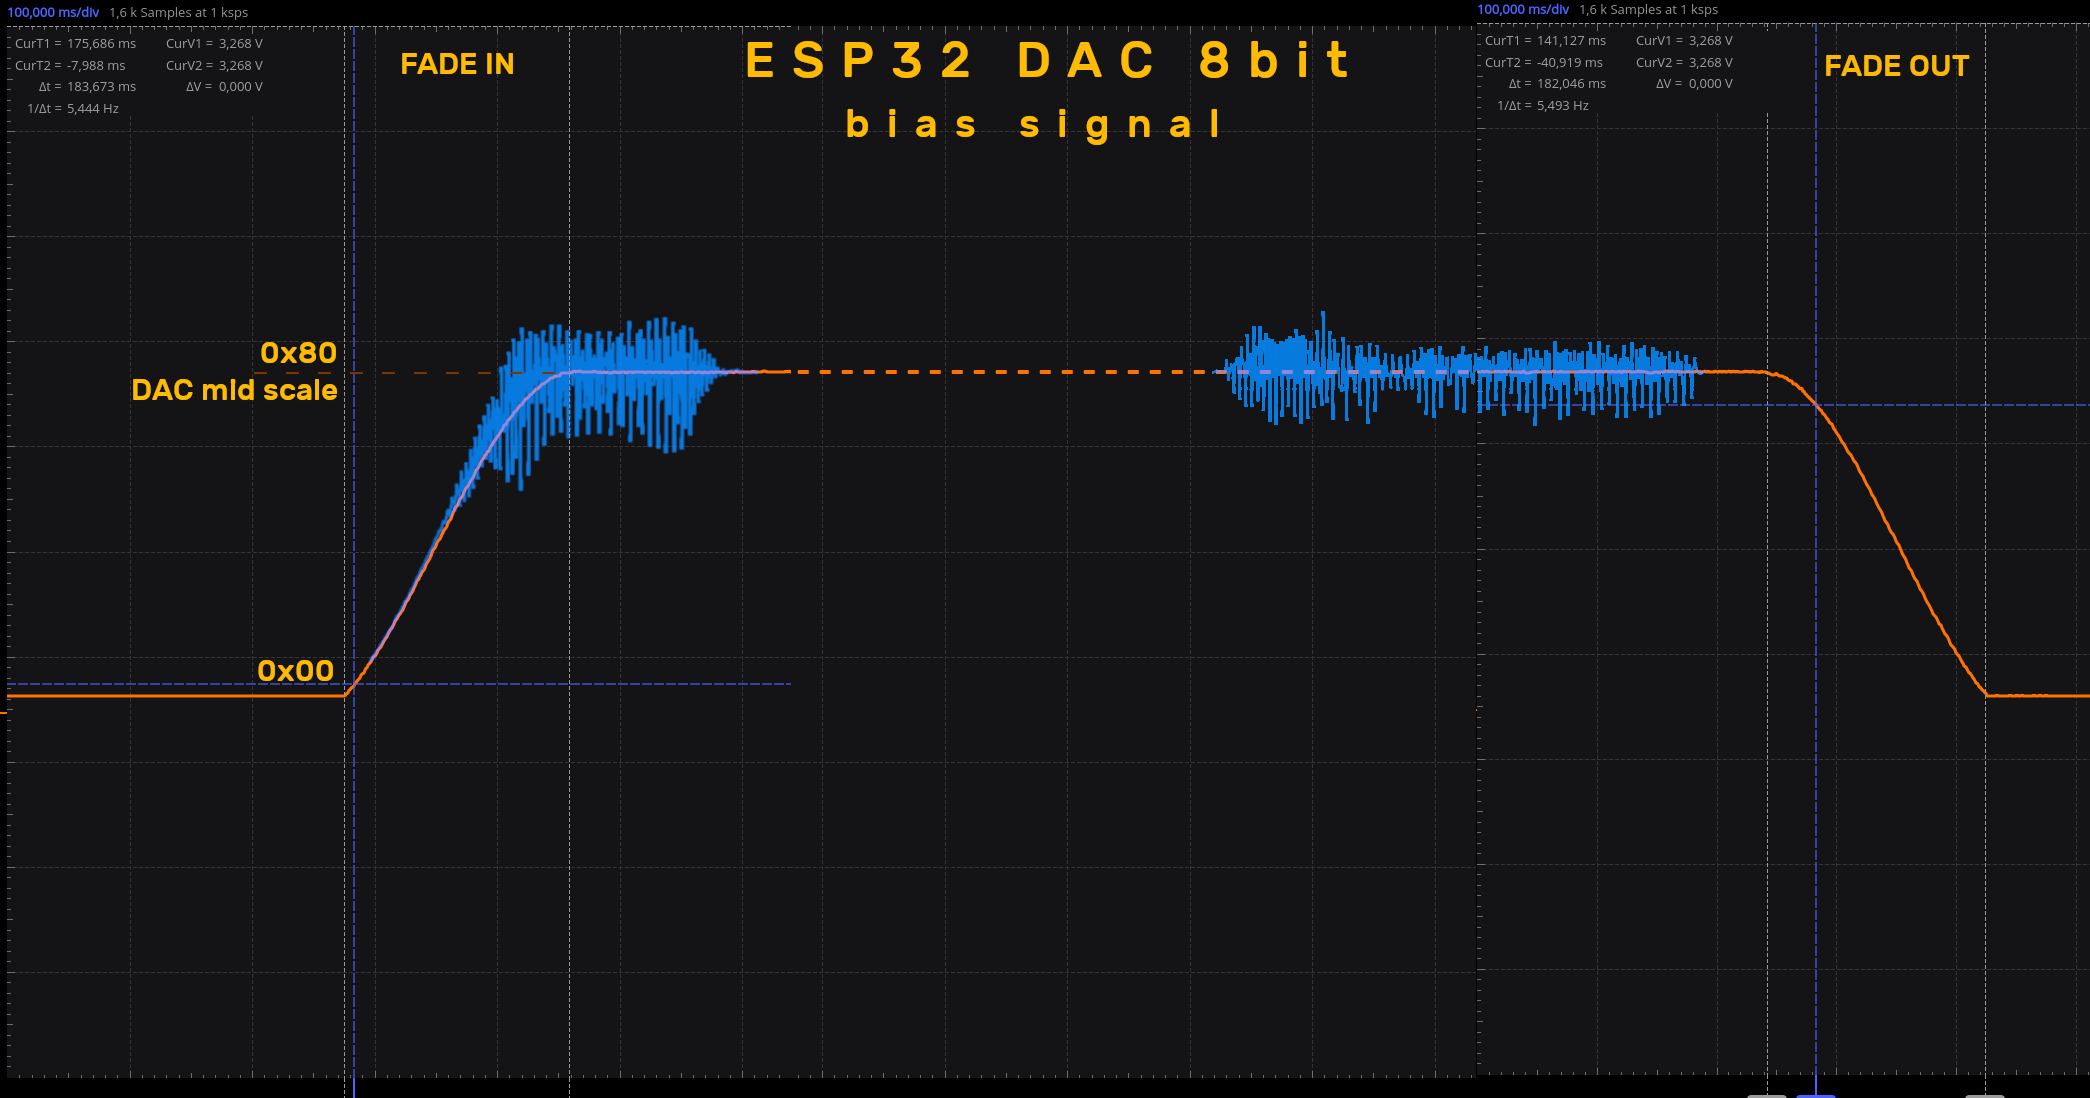 100,000 ms/div 1,6 k Samples at 1 ksps
CurT1 = 175,686 ms CurV1 = 3,268 V
CurT2 = -7,988 ms CurV2 = 3,268 V
Δt = 183,673 ms ΔV = 0,000 V
1/Δt = 5,444 Hz
FADE IN
ESP32 DAC 8bit
bias signal
100,000 ms/div 1,6 k Samples at 1 ksps
CurT1 = 141,127 ms CurV1 = 3,268 V
CurT2 = -40,919 ms CurV2 = 3,268 V
Δt = 182,046 ms ΔV = 0,000 V
1/Δt = 5,493 Hz
FADE OUT
0x80
DAC mid scale
0x00